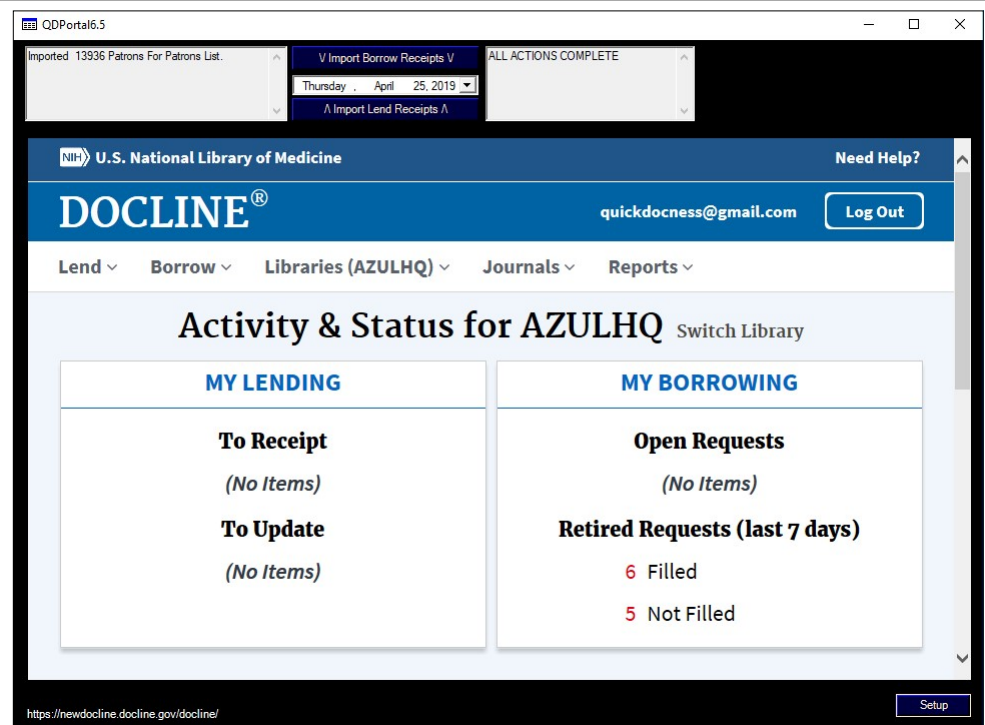 QDPortal6.5
Imported 13936 Patrons For Patrons List.
\/ Import Borrow Receipts \/
Thursday , April 25, 2019
/\ Import Lend Receipts /\
ALL ACTIONS COMPLETE
NIH U.S. National Library of Medicine
Need Help?
DOCLINE®
quickdocness@gmail.com
Log Out
Lend Borrow Libraries (AZULHQ) Journals Reports
Activity & Status for AZULHQ Switch Library
MY LENDING
To Receipt
(No Items)
To Update
(No Items)
MY BORROWING
Open Requests
(No Items)
Retired Requests (last 7 days)
6 Filled
5 Not Filled
https://newdocline.docline.gov/docline/
Setup